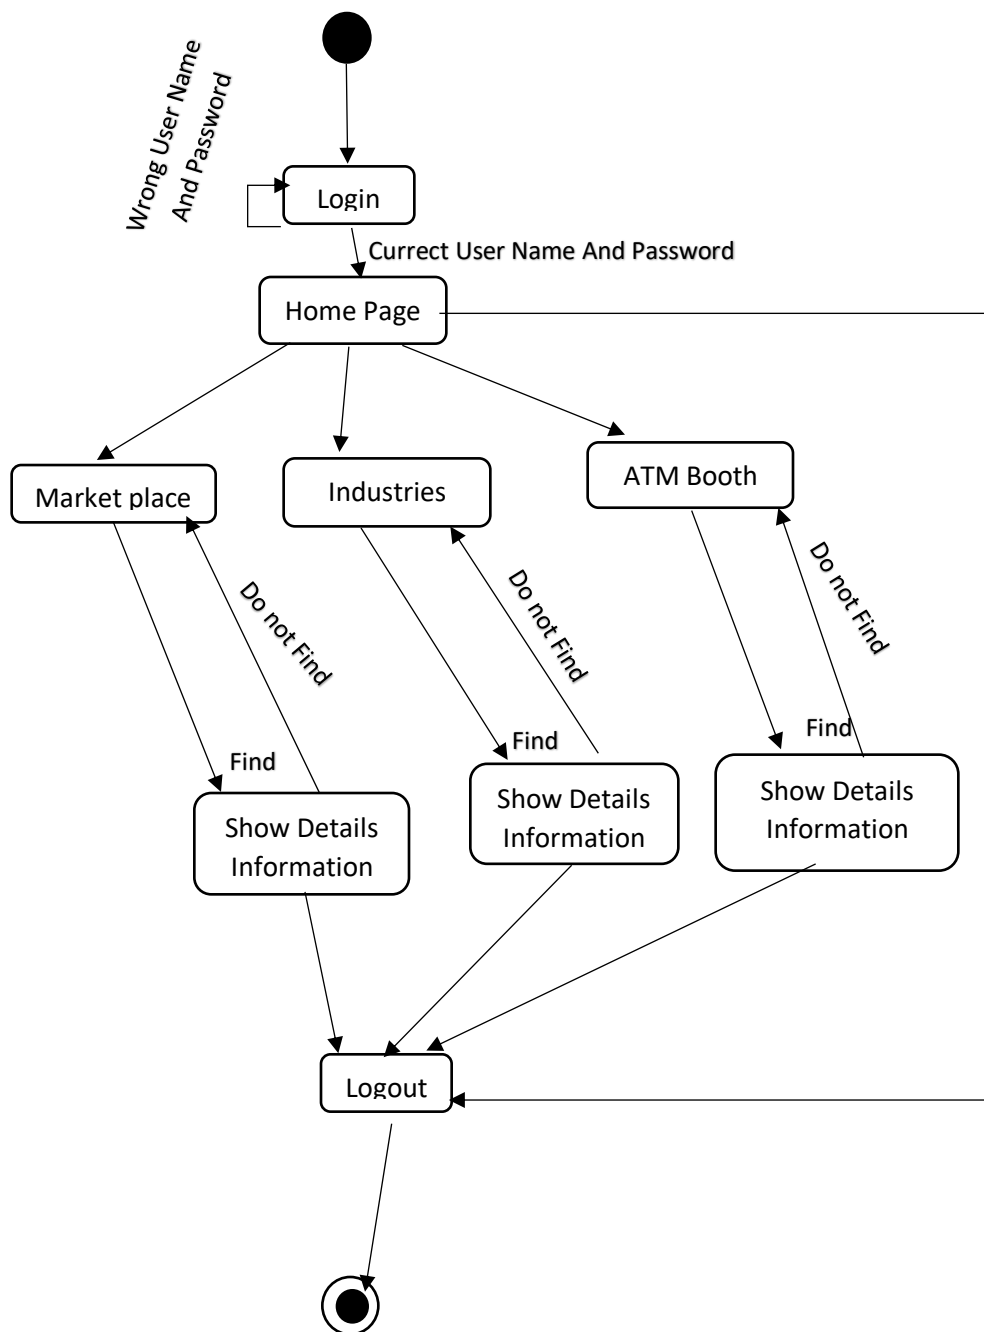 Wrong User Name
And Password
Login
Currect User Name And Password
Home Page
Market place
Industries
ATM Booth
Do not Find
Do not Find
Do not Find
Find
Find
Find
Show Details
Information
Show Details
Information
Show Details
Information
Logout